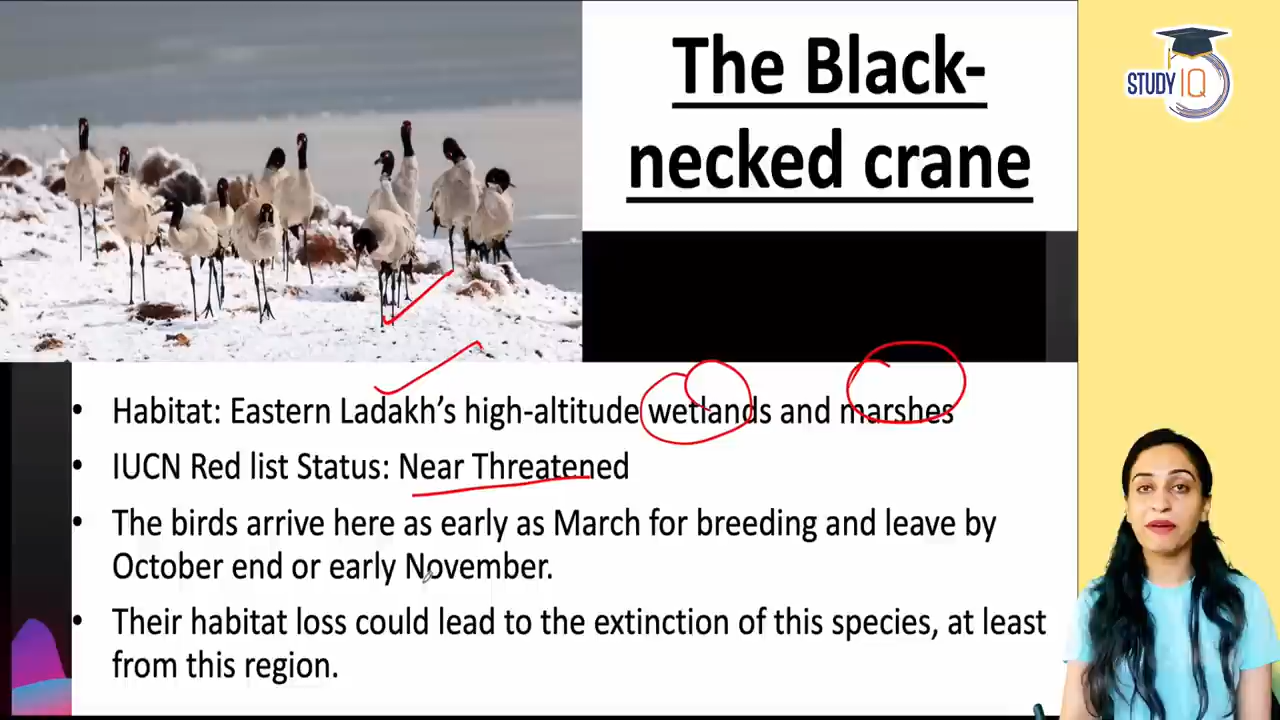 The Black-
necked crane
STUDY IQ
• Habitat: Eastern Ladakh’s high-altitude wetlands and marshes
• IUCN Red list Status: Near Threatened
• The birds arrive here as early as March for breeding and leave by
October end or early November.
• Their habitat loss could lead to the extinction of this species, at least
from this region.